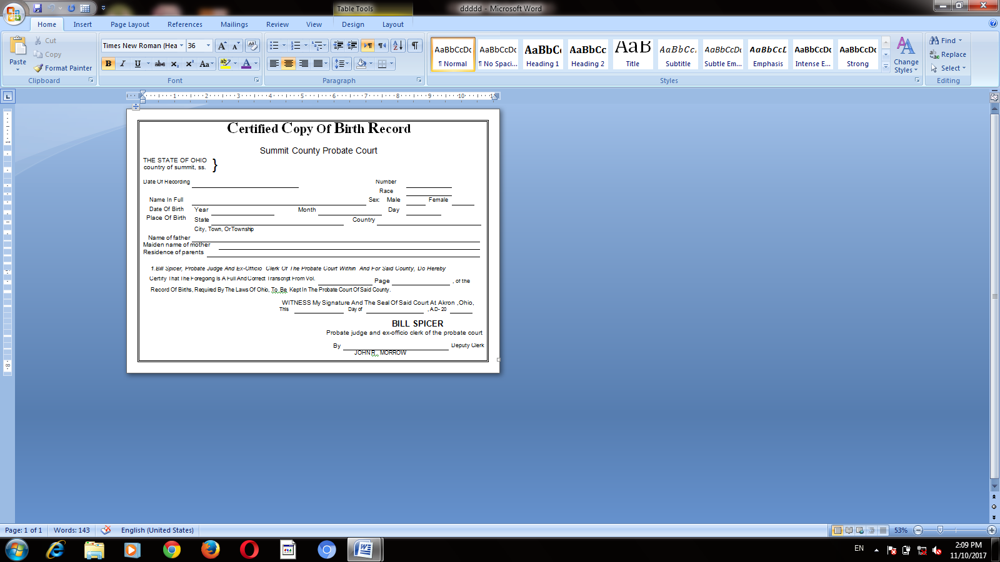 ddddd - Microsoft Word
Table Tools
Home Insert Page Layout References Mailings Review View Design Layout
Paste
Cut
Copy
Format Painter
Clipboard
Times New Roman (Hea 36
Font
Paragraph
AaBbCcDc AaBbCcDc AaBbC AaBbCc AaB AaBbCc. AaBbCcDc AaBbCcL AaBbCcDc AaBbCcDc
¶ Normal ¶ No Spaci... Heading 1 Heading 2 Title Subtitle Subtle Em... Emphasis Intense E... Strong
Change Styles
Styles
Find
Replace
Select
Editing
1 2 3 4 5 6 7 8 9 10
Certified Copy Of Birth Record
Summit County Probate Court
THE STATE OF OHIO
country of summit, ss. }
Date Of Recording Number
Race
Name In Full Sex: Male Female
Date Of Birth Year Month Day
Place Of Birth State Country
City, Town, Or Township
Name of father
Maiden name of mother
Residence of parents
1.Bill Spicer, Probate Judge And Ex-Officio Clerk Of The Probate Court Within And For Said County, Do Hereby
Certify That The Foregoing Is A Full And Correct Transcript From Vol. Page , of the
Record Of Births, Required By The Laws Of Ohio, To Be Kept In The Probate Court Of Said County.
WITNESS My Signature And The Seal Of Said Court At Akron ,Ohio,
This Day of , A.D- 20
BILL SPICER
Probate judge and ex-officio clerk of the probate court
By Deputy Clerk
JOHN R. MORROW
Page: 1 of 1 Words: 143 English (United States) 53%
EN 2:09 PM
11/10/2017